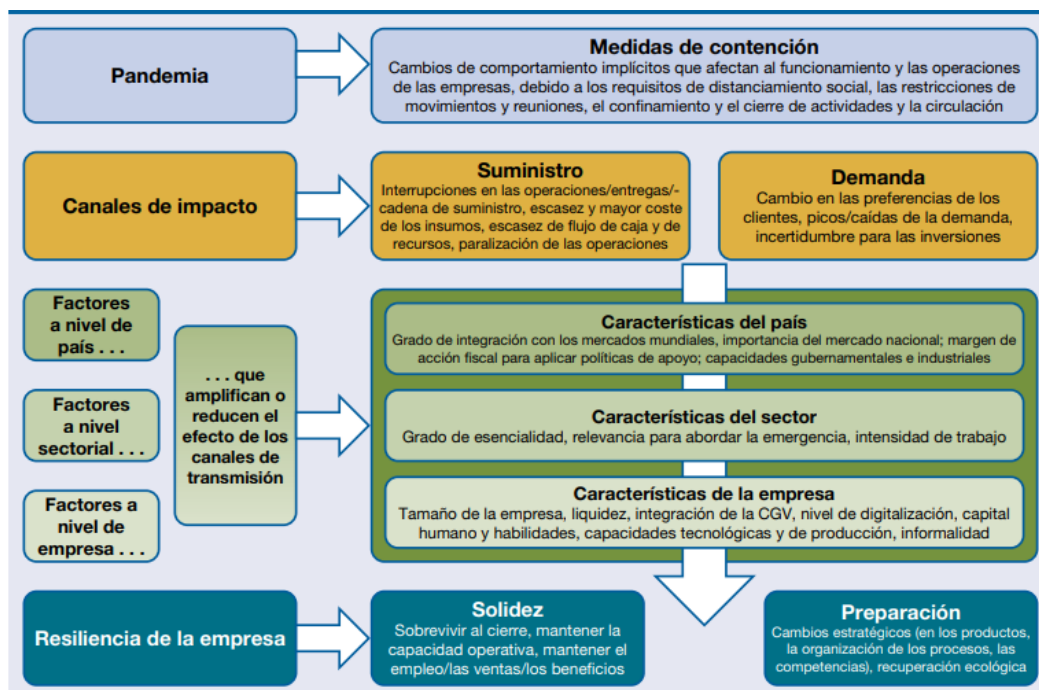 Pandemia
Medidas de contención
Cambios de comportamiento implícitos que afectan al funcionamiento y las operaciones
de las empresas, debido a los requisitos de distanciamiento social, las restricciones de
movimientos y reuniones, el confinamiento y el cierre de actividades y la circulación
Canales de impacto
Suministro
Interrupciones en las operaciones/entregas/-
cadena de suministro, escasez y mayor coste
de los insumos, escasez de flujo de caja y de
recursos, paralización de las operaciones
Demanda
Cambio en las preferencias de los
clientes, picos/caídas de la demanda,
incertidumbre para las inversiones
Factores
a nivel de
país . . .
Factores
a nivel
sectorial . . .
Factores a
nivel de
empresa . . .
. . . que
amplifican o
reducen el
efecto de los
canales de
transmisión
Características del país
Grado de integración con los mercados mundiales, importancia del mercado nacional; margen de
acción fiscal para aplicar políticas de apoyo; capacidades gubernamentales e industriales
Características del sector
Grado de esencialidad, relevancia para abordar la emergencia, intensidad de trabajo
Características de la empresa
Tamaño de la empresa, liquidez, integración de la CGV, nivel de digitalización, capital
humano y habilidades, capacidades tecnológicas y de producción, informalidad
Resiliencia de la empresa
Solidez
Sobrevivir al cierre, mantener la
capacidad operativa, mantener el
empleo/las ventas/los beneficios
Preparación
Cambios estratégicos (en los productos,
la organización de los procesos, las
competencias), recuperación ecológica